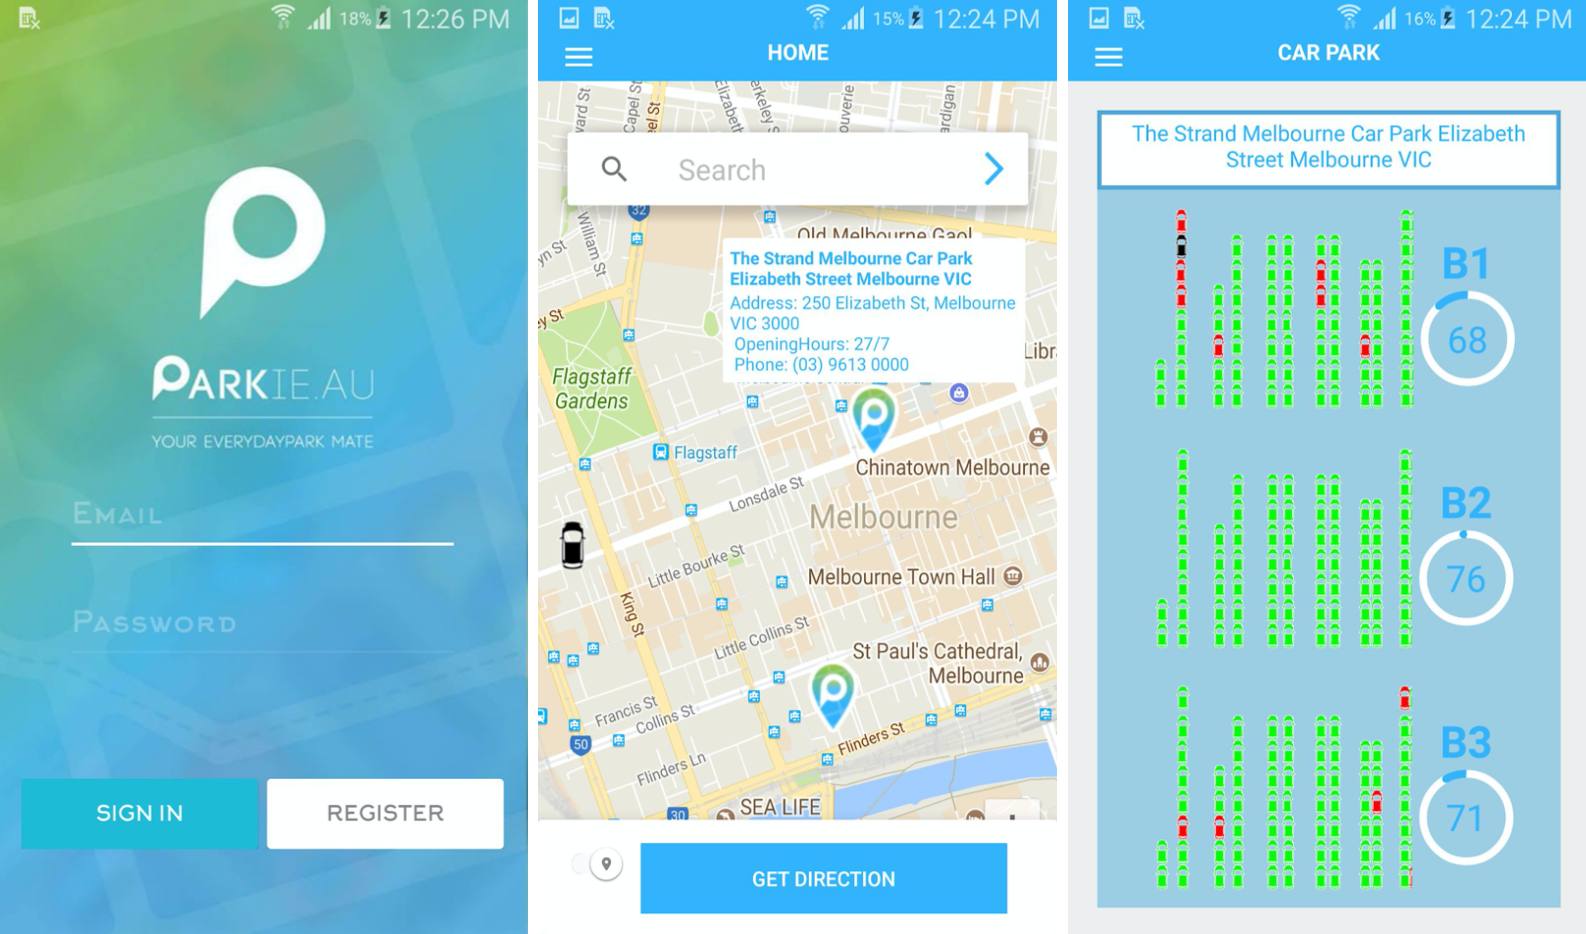 18%
12:26 PM
PARKIE.AU
YOUR EVERYDAYPARK MATE
EMAIL
PASSWORD
SIGN IN
REGISTER
15%
12:24 PM
HOME
Capel St
Elizabeth
Search
32
William St
Old Melbourne Gaol
The Strand Melbourne Car Park
Elizabeth Street Melbourne VIC
Address: 250 Elizabeth St, Melbourne
VIC 3000
OpeningHours: 27/7
Phone: (03) 9613 0000
ey St
Libr
Flagstaff
Gardens
Flagstaff
Chinatown Melbourne
Lonsdale St
Melbourne
Little Bourke St
Melbourne Town Hall
King St
Little Collins St
St Paul's Cathedral,
Melbourne
Francis St
Collins St
50
Flinders St
Flinders Ln
30
SEA LIFE
GET DIRECTION
16%
12:24 PM
CAR PARK
The Strand Melbourne Car Park Elizabeth
Street Melbourne VIC
B1
68
B2
76
B3
71